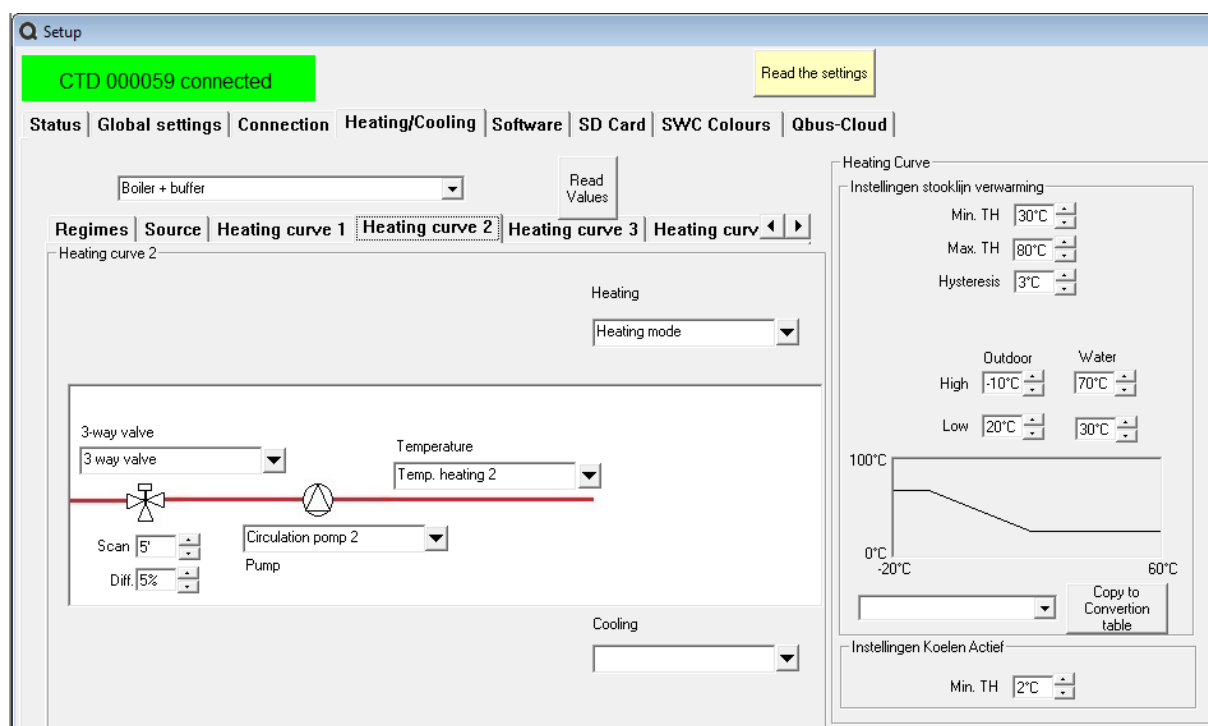 Setup
CTD 000059 connected
Read the settings
Status
Global settings
Connection
Heating/Cooling
Software
SD Card
SWC Colours
Qbus-Cloud
Boiler + buffer
Read
Values
Regimes
Source
Heating curve 1
Heating curve 2
Heating curve 3
Heating curv
Heating curve 2
Heating
Heating mode
3-way valve
3 way valve
Temperature
Temp. heating 2
Scan 5'
Diff. 5%
Circulation pomp 2
Pump
Cooling
Heating Curve
Instellingen stooklijn verwarming
Min. TH 30°C
Max. TH 80°C
Hysteresis 3°C
Outdoor Water
High -10°C 70°C
Low 20°C 30°C
100°C
0°C
-20°C 60°C
Copy to
Convertion
table
Instellingen Koelen Actief
Min. TH 2°C